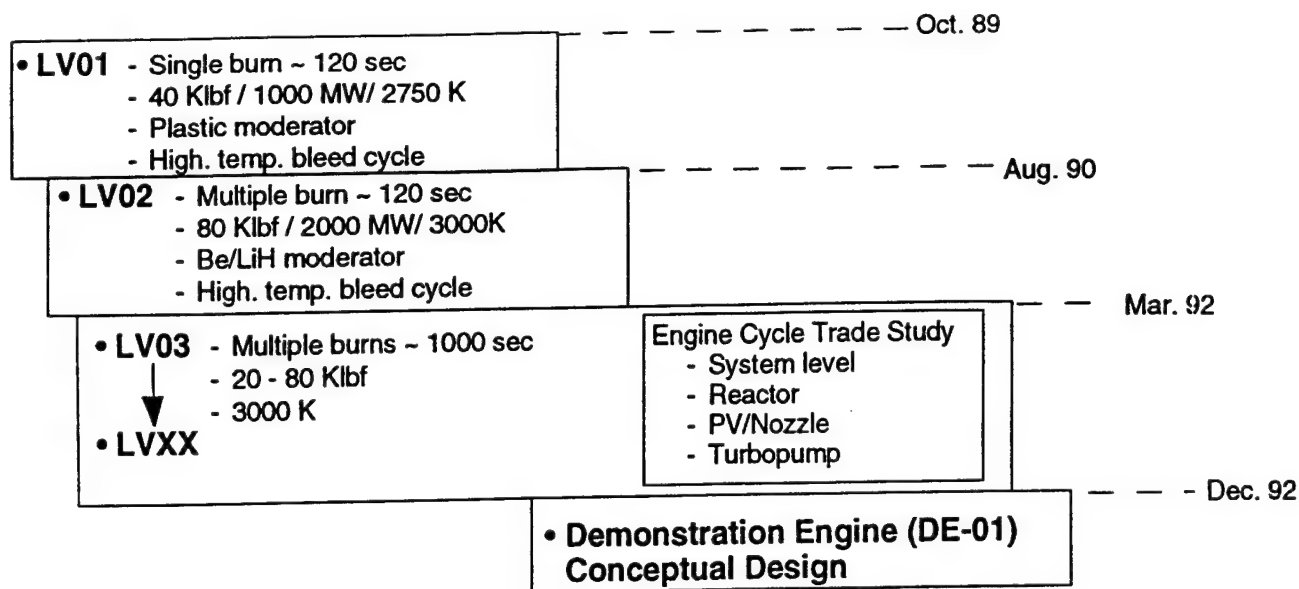 Oct. 89
• LV01 - Single burn ~ 120 sec
- 40 Klbf / 1000 MW/ 2750 K
- Plastic moderator
- High. temp. bleed cycle
Aug. 90
• LV02 - Multiple burn ~ 120 sec
- 80 Klbf / 2000 MW/ 3000K
- Be/LiH moderator
- High. temp. bleed cycle
Mar. 92
• LV03 - Multiple burns ~ 1000 sec
- 20 - 80 Klbf
- 3000 K
• LVXX
Engine Cycle Trade Study
- System level
- Reactor
- PV/Nozzle
- Turbopump
Dec. 92
• Demonstration Engine (DE-01)
Conceptual Design